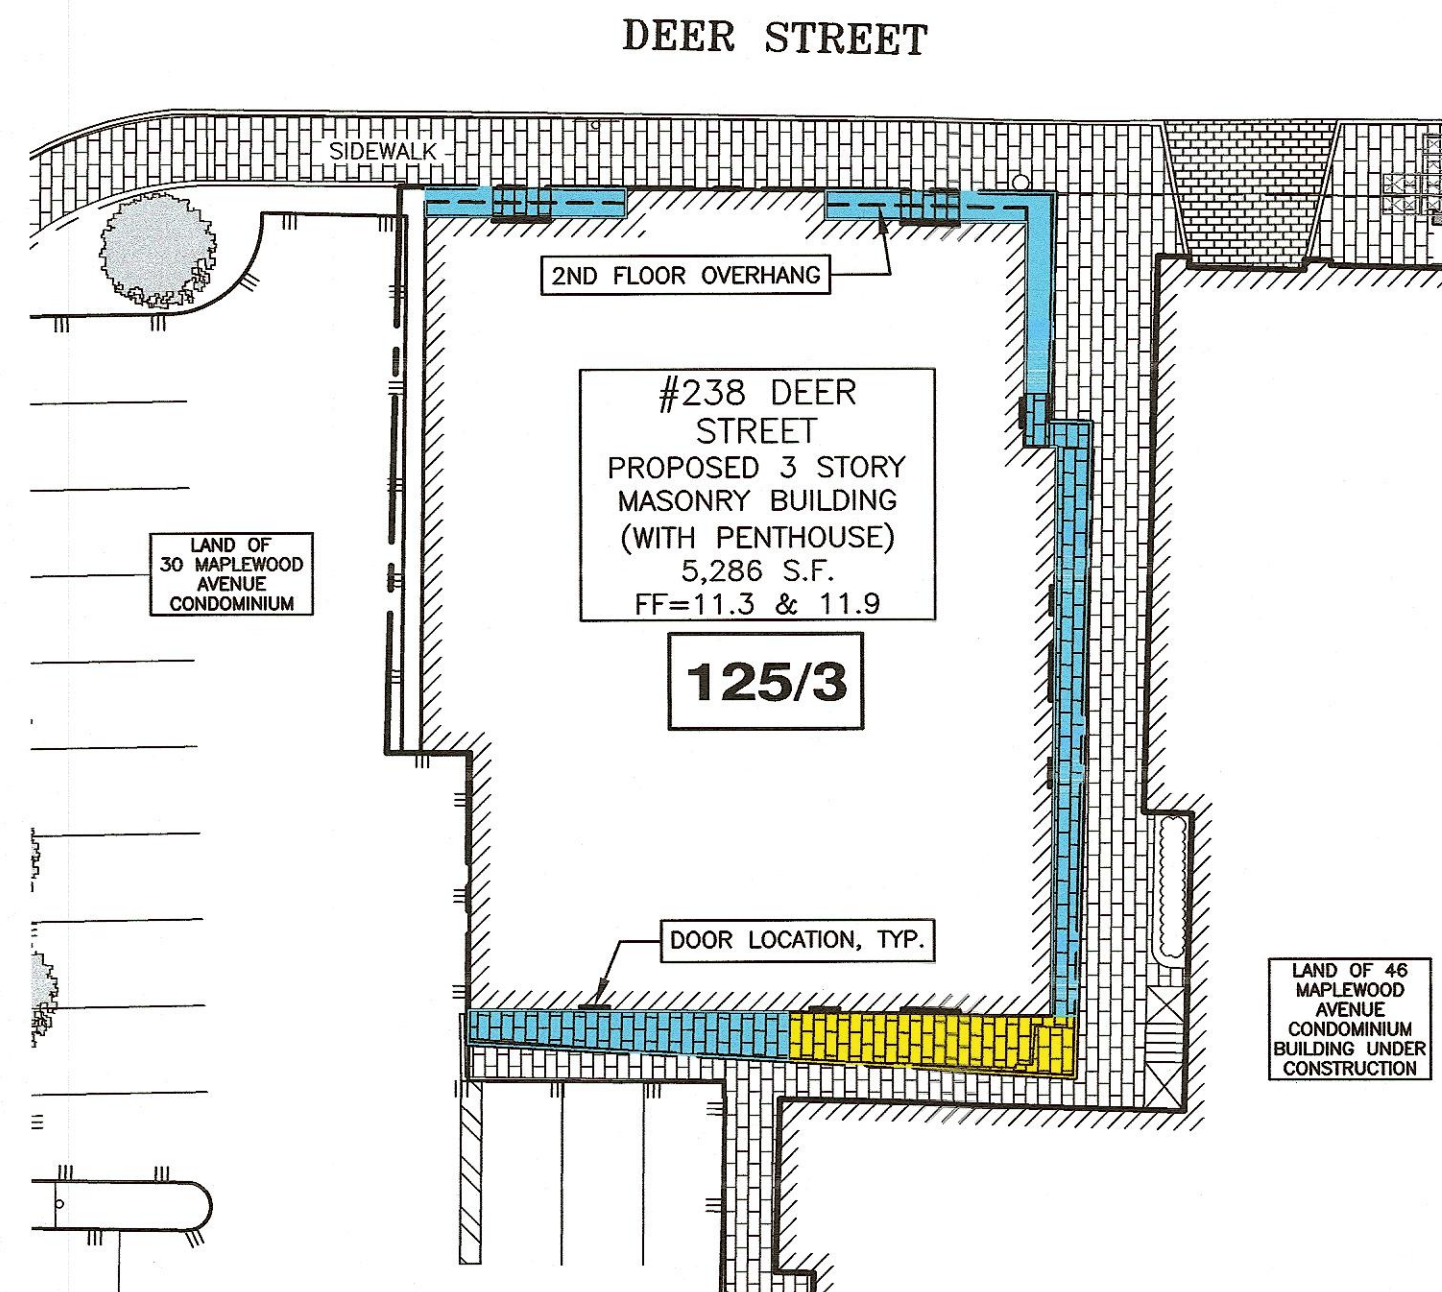 DEER STREET
SIDEWALK
2ND FLOOR OVERHANG
#238 DEER
STREET
PROPOSED 3 STORY
MASONRY BUILDING
(WITH PENTHOUSE)
5,286 S.F.
FF=11.3 & 11.9
125/3
LAND OF
30 MAPLEWOOD
AVENUE
CONDOMINIUM
DOOR LOCATION, TYP.
LAND OF 46
MAPLEWOOD
AVENUE
CONDOMINIUM
BUILDING UNDER
CONSTRUCTION